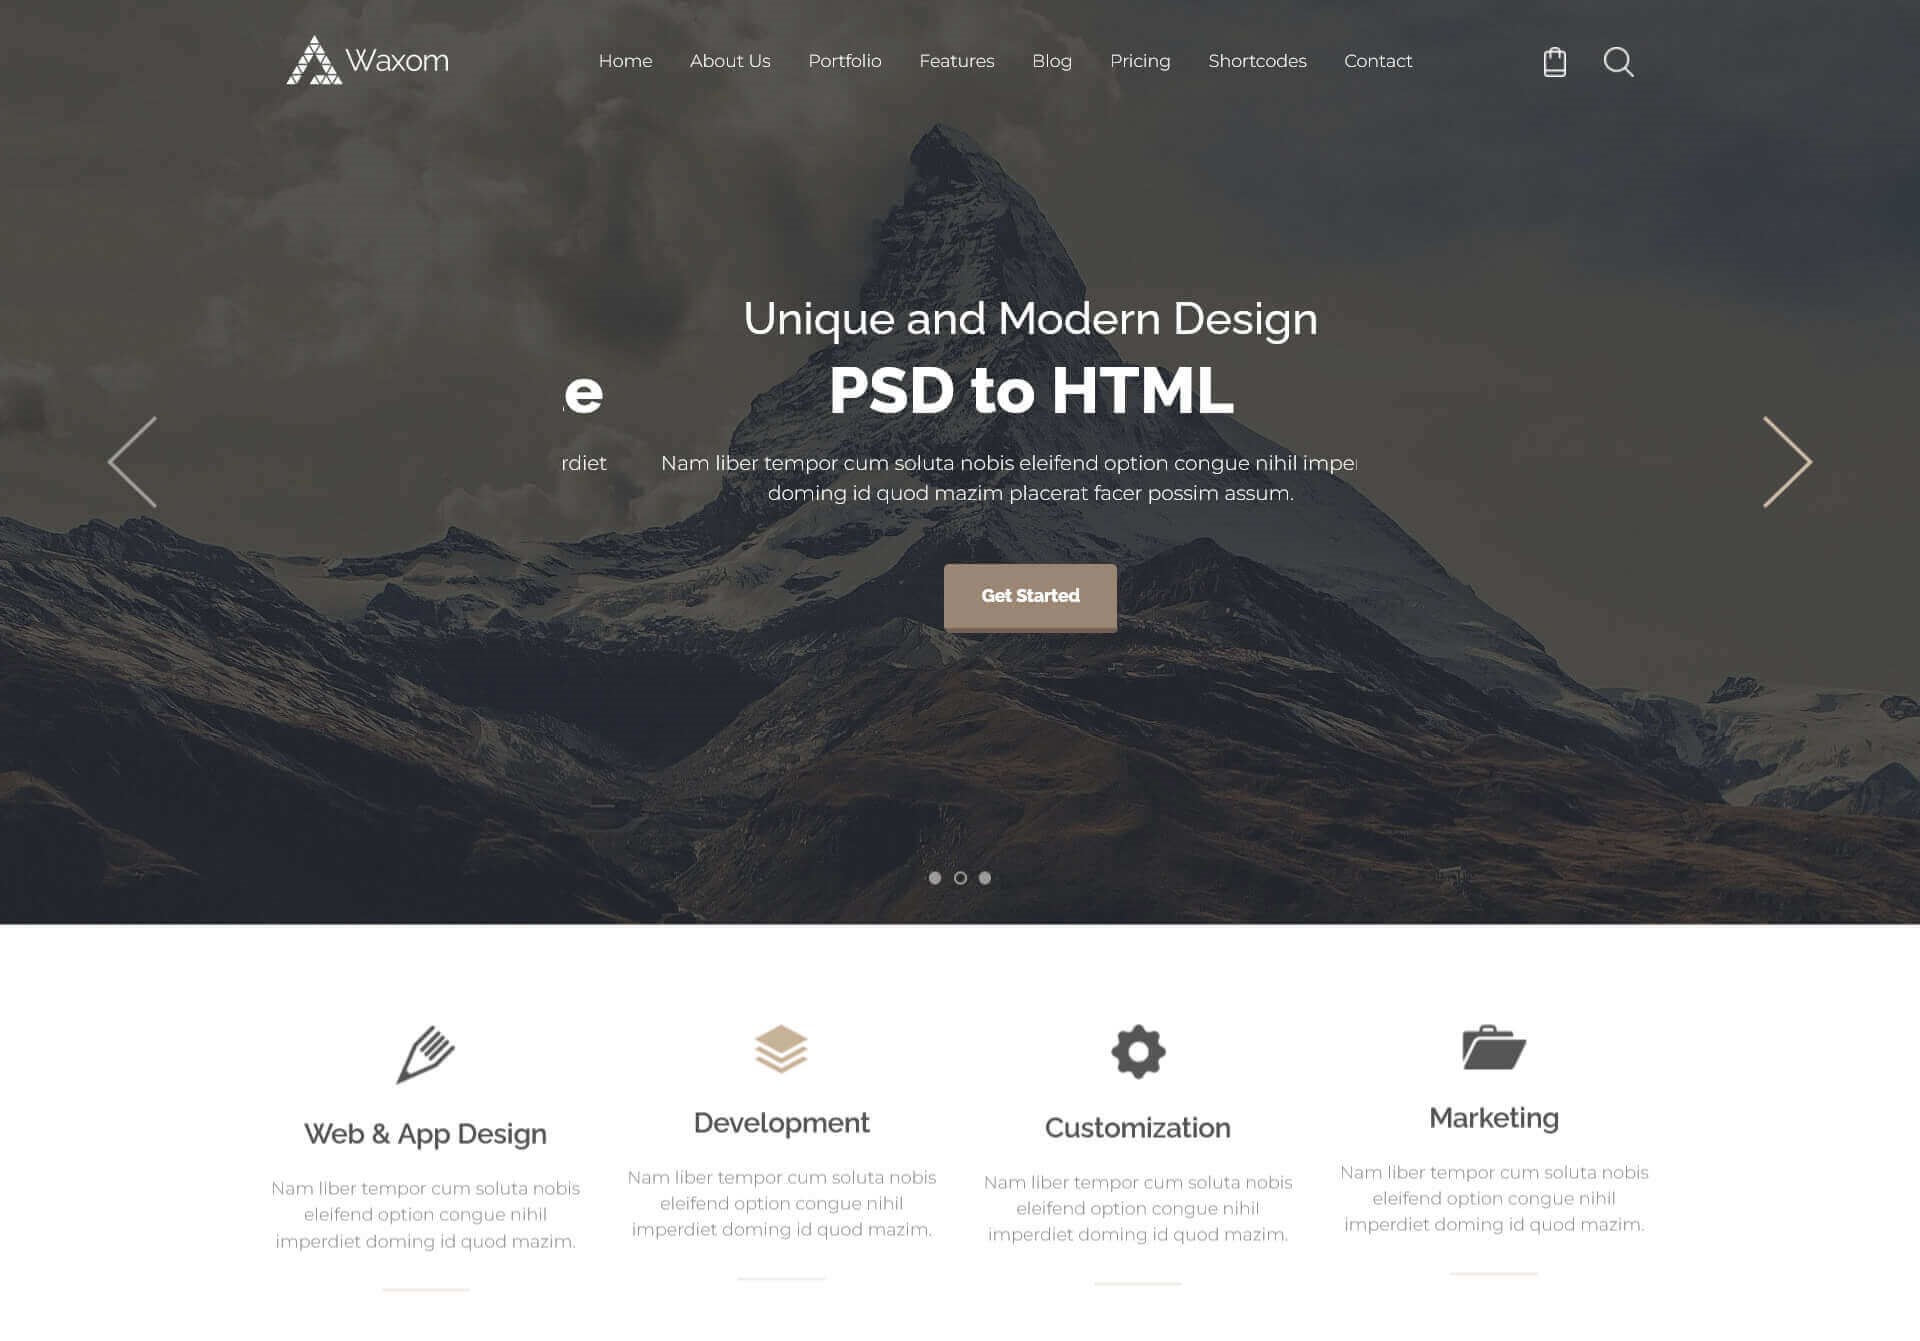 Waxom
Home About Us Portfolio Features Blog Pricing Shortcodes Contact
Unique and Modern Design
e PSD to HTML
rdiet Nam liber tempor cum soluta nobis eleifend option congue nihil impe
doming id quod mazim placerat facer possim assum.
Get Started
Web & App Design
Nam liber tempor cum soluta nobis
eleifend option congue nihil
imperdiet doming id quod mazim.
Development
Nam liber tempor cum soluta nobis
eleifend option congue nihil
imperdiet doming id quod mazim.
Customization
Nam liber tempor cum soluta nobis
eleifend option congue nihil
imperdiet doming id quod mazim.
Marketing
Nam liber tempor cum soluta nobis
eleifend option congue nihil
imperdiet doming id quod mazim.